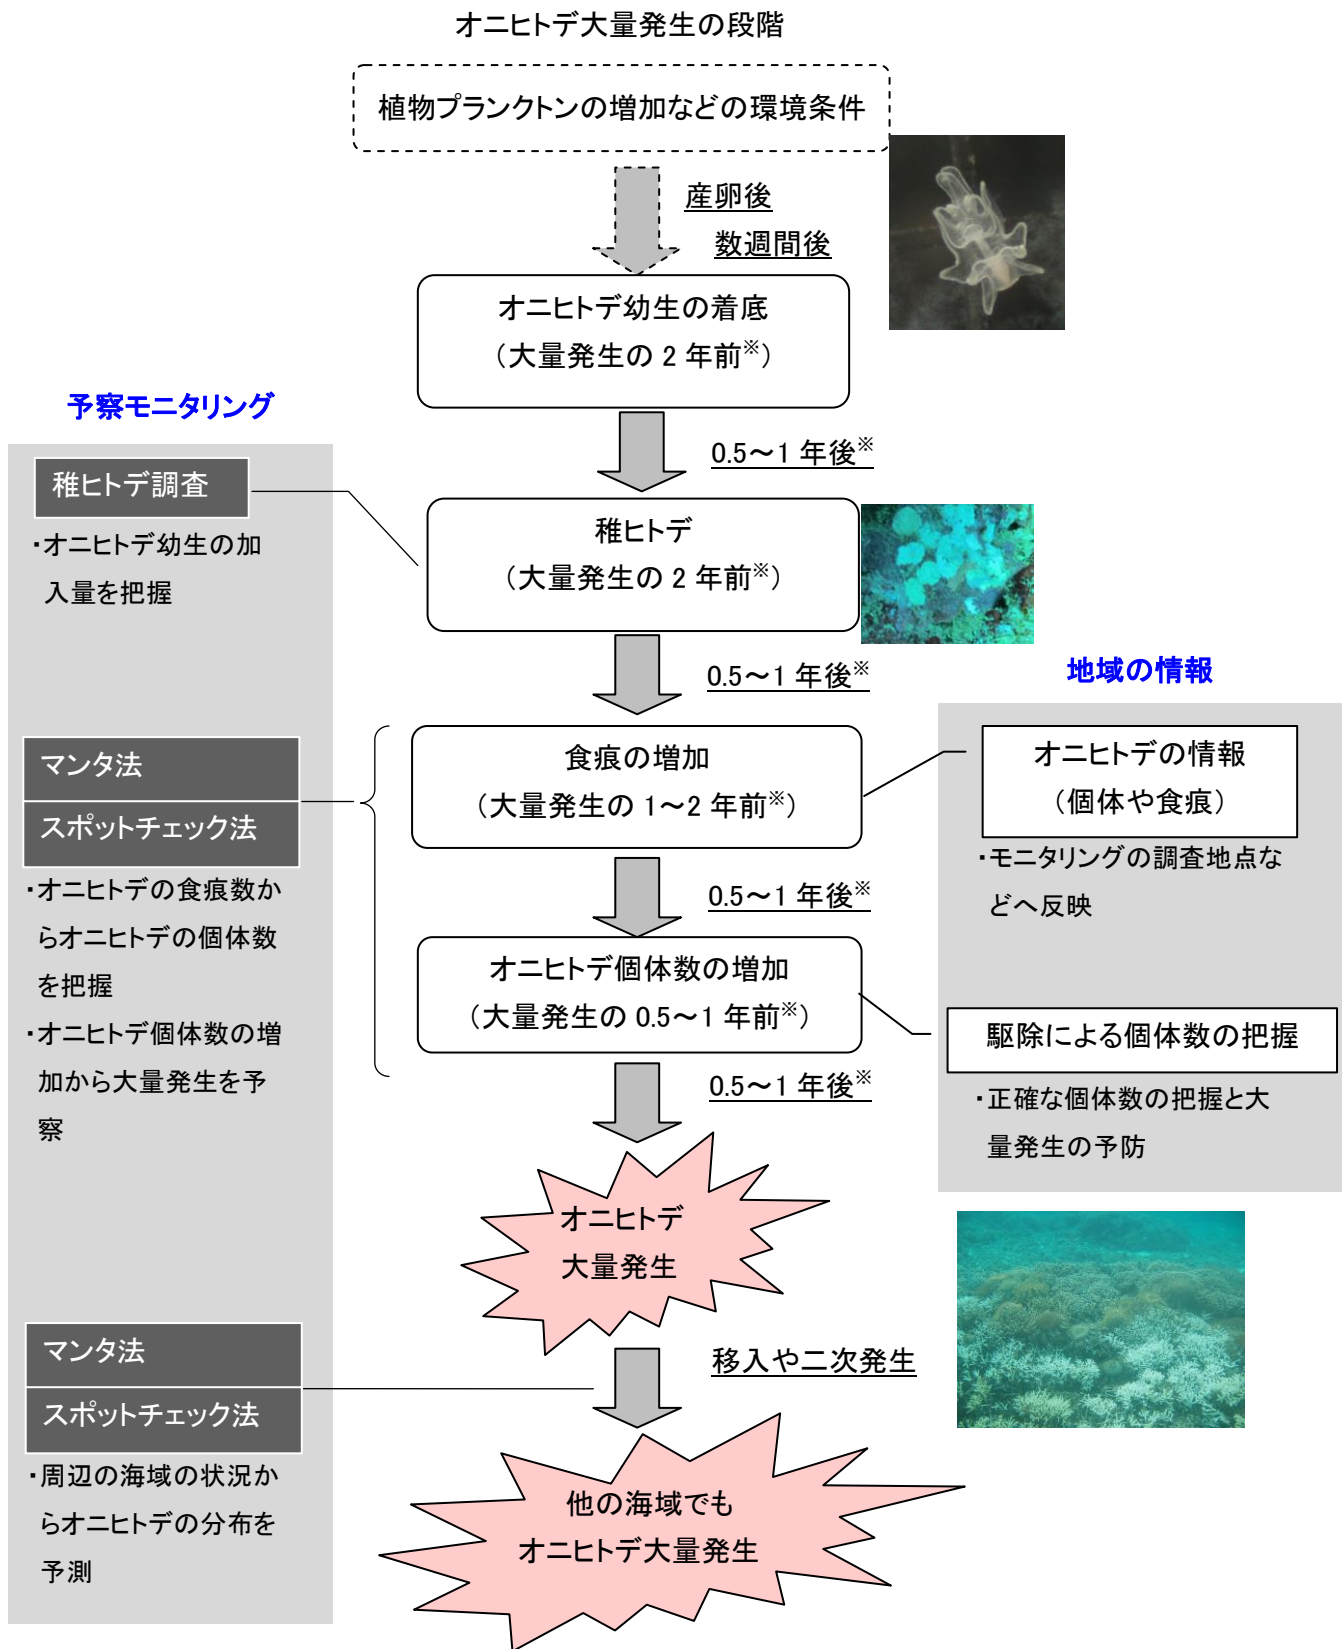 オニヒトデ大量発生の段階
植物プランクトンの増加などの環境条件
産卵後
数週間後
オニヒトデ幼生の着底
（大量発生の 2 年前※）
0.5～1 年後※
稚ヒトデ
（大量発生の 2 年前※）
0.5～1 年後※
食痕の増加
（大量発生の 1～2 年前※）
0.5～1 年後※
オニヒトデ個体数の増加
（大量発生の 0.5～1 年前※）
0.5～1 年後※
オニヒトデ
大量発生
移入や二次発生
他の海域でも
オニヒトデ大量発生
予察モニタリング
稚ヒトデ調査
・オニヒトデ幼生の加
入量を把握
マンタ法
スポットチェック法
・オニヒトデの食痕数か
らオニヒトデの個体数
を把握
・オニヒトデ個体数の増
加から大量発生を予
察
マンタ法
スポットチェック法
・周辺の海域の状況か
らオニヒトデの分布を
予測
地域の情報
オニヒトデの情報
（個体や食痕）
・モニタリングの調査地点な
どへ反映
駆除による個体数の把握
・正確な個体数の把握と大
量発生の予防